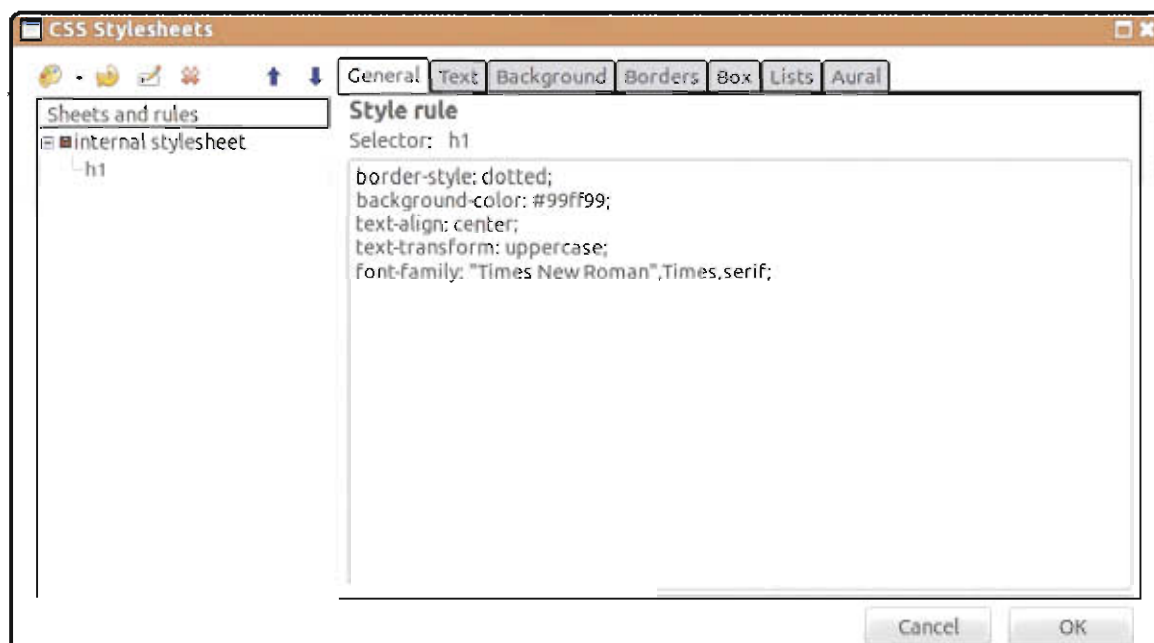 CSS Stylesheets
General Text Background Borders Box Lists Aural
Sheets and rules
internal stylesheet
h1
Style rule
Selector: h1
border-style: dotted;
background-color: #99ff99;
text-align: center;
text-transform: uppercase;
font-family: "Times New Roman",Times,serif;
Cancel OK